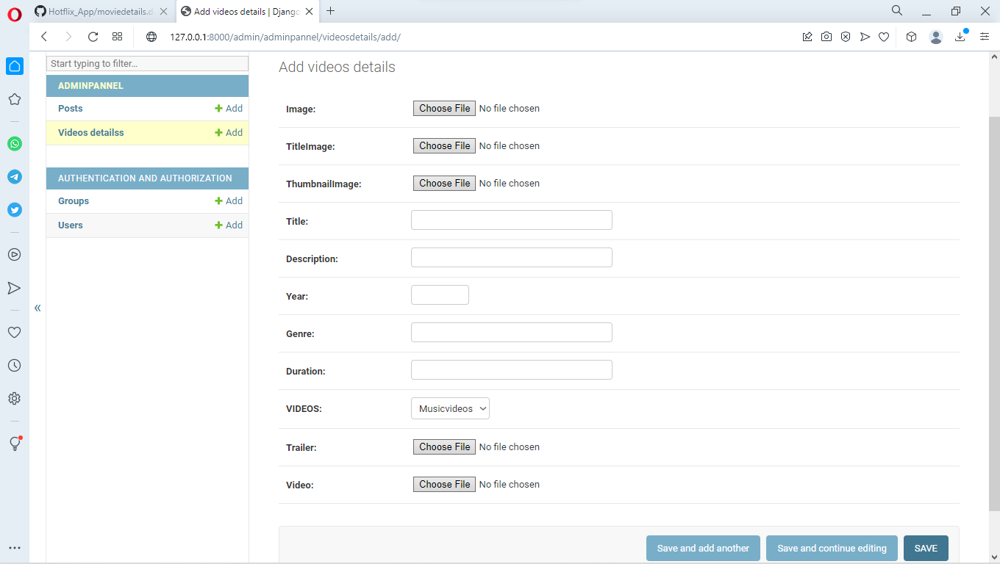 Hotflix_App/moviedetails.d
Add videos details | Django
127.0.0.1:8000/admin/adminpannel/videosdetails/add/
Start typing to filter...
ADMINPANNEL
Posts + Add
Videos detailss + Add
AUTHENTICATION AND AUTHORIZATION
Groups + Add
Users + Add
«
Add videos details
Image: Choose File No file chosen
TitleImage: Choose File No file chosen
ThumbnailImage: Choose File No file chosen
Title:
Description:
Year:
Genre:
Duration:
VIDEOS: Musicvideos
Trailer: Choose File No file chosen
Video: Choose File No file chosen
Save and add another Save and continue editing SAVE